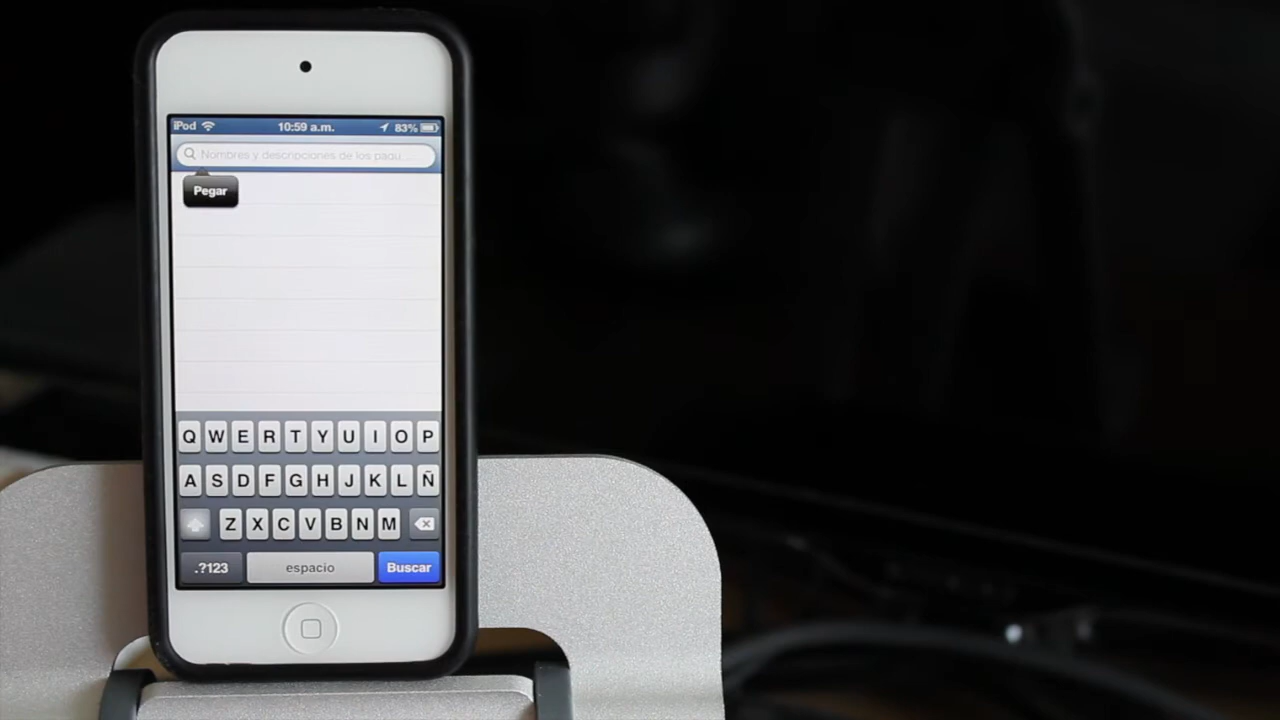 iPod 10:59 a.m. 83%
Nombres y descripciones de los paqu...
Pegar
Q W E R T Y U I O P
A S D F G H J K L Ñ
Z X C V B N M
.?123 espacio Buscar